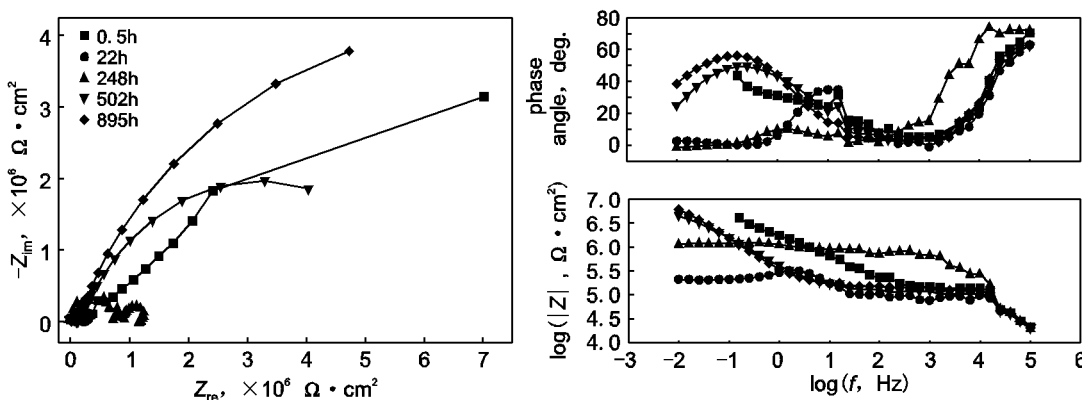 4
3
2
1
0
−Z_im, ×10⁶ Ω·cm²
0.5h
22h
248h
502h
895h
0 1 2 3 4 5 6 7
Z_re, ×10⁶ Ω·cm²
80
60
40
20
0
phase
angle, deg.
7.0
6.5
6.0
5.5
5.0
4.5
4.0
log(|Z|, Ω·cm²)
−3 −2 −1 0 1 2 3 4 5 6
log(f, Hz)